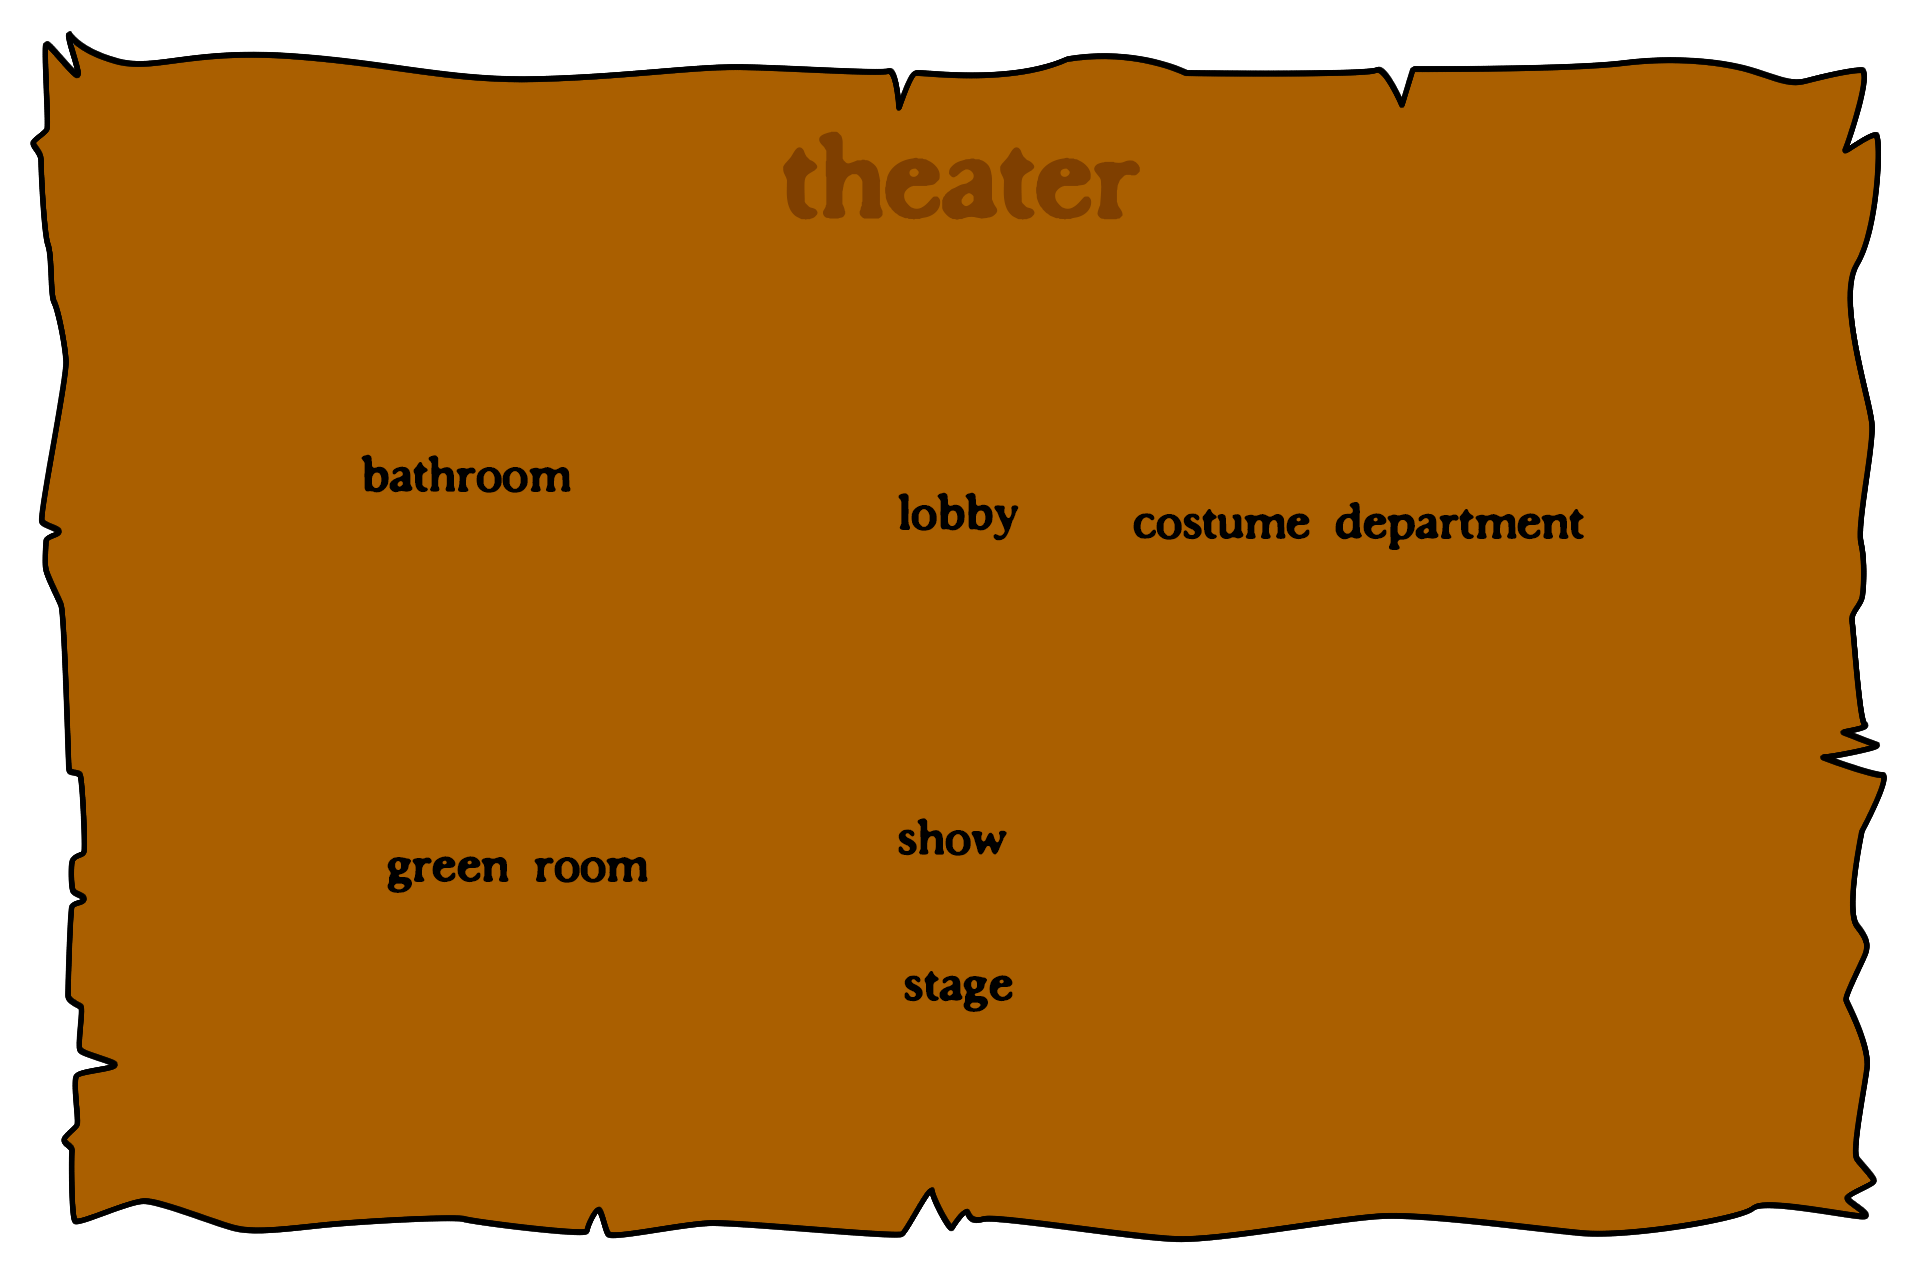 theater
bathroom
lobby
costume department
show
green room
stage